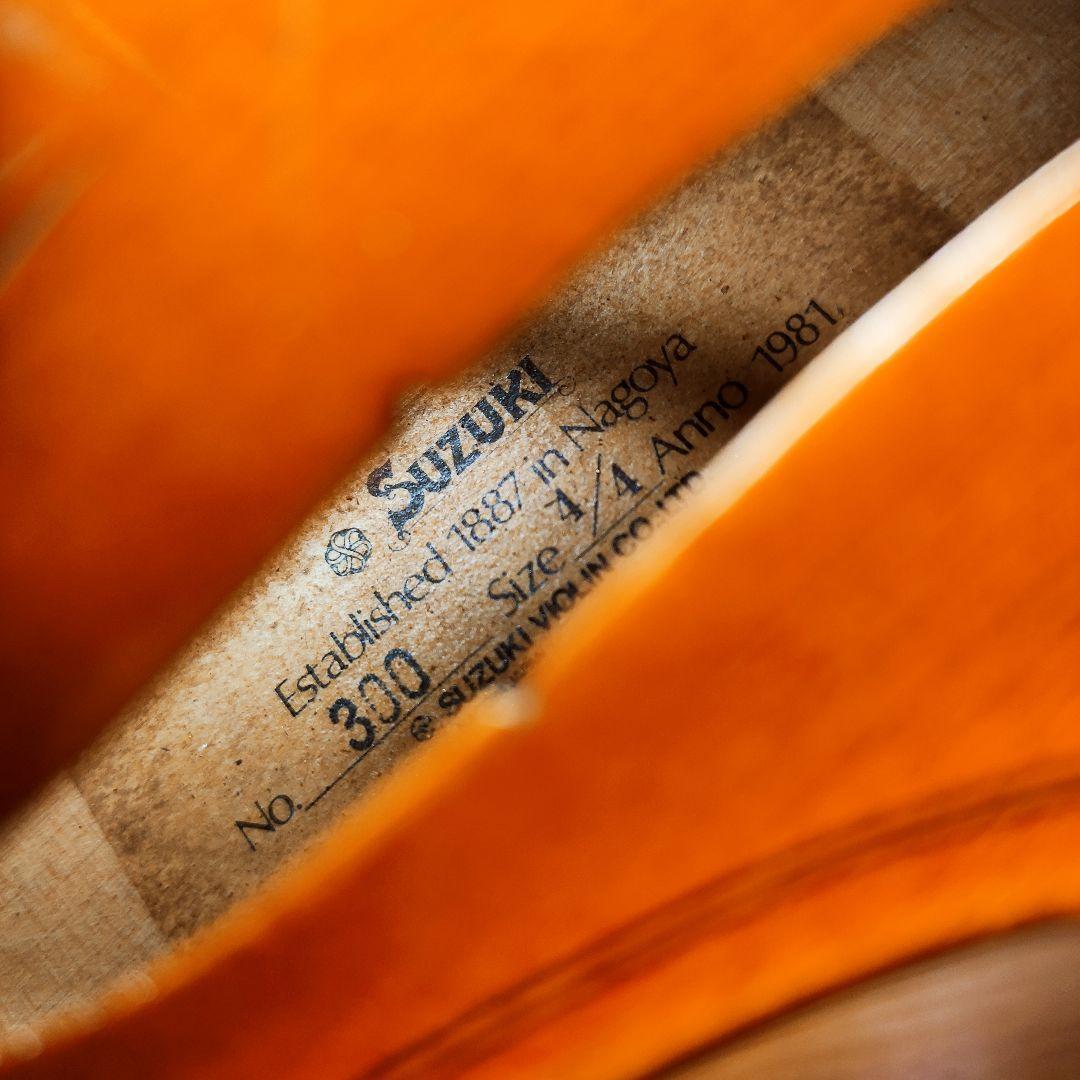 SUZUKI
Established 1887 in Nagoya
No. 300 Size 4/4 Anno 1981
SUZUKI VIOLIN CO., LTD.